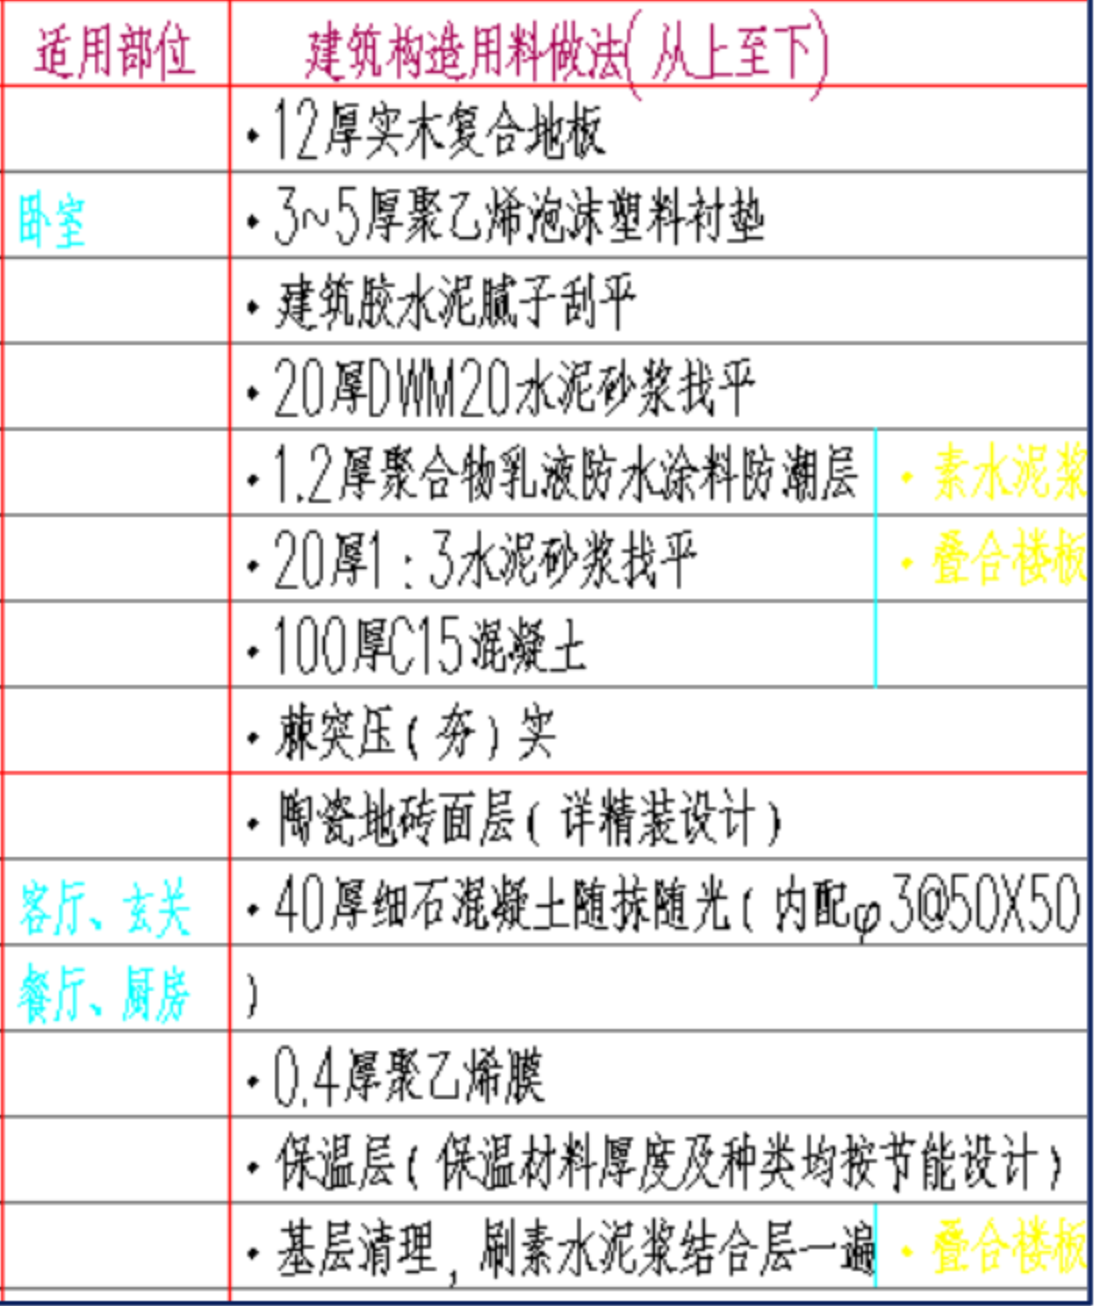 适用部位 建筑构造用料做法(从上至下)
·12厚实木复合地板
卧室 ·3~5厚聚乙烯泡沫塑料衬垫
·建筑胶水泥腻子刮平
·20厚DWM20水泥砂浆找平
·1.2厚聚合物乳液防水涂料防潮层 ·素水泥浆
·20厚1:3水泥砂浆找平 ·叠合楼板
·100厚C15混凝土
·突压(夯)实
·陶瓷地砖面层(详精装设计)
客厅、玄关 ·40厚细石混凝土随抹随光(内配φ3@50X50
餐厅、厨房 )
·0.4厚聚乙烯膜
·保温层(保温材料厚度及种类均按节能设计)
·基层清理,刷素水泥浆结合层一遍 ·叠合楼板